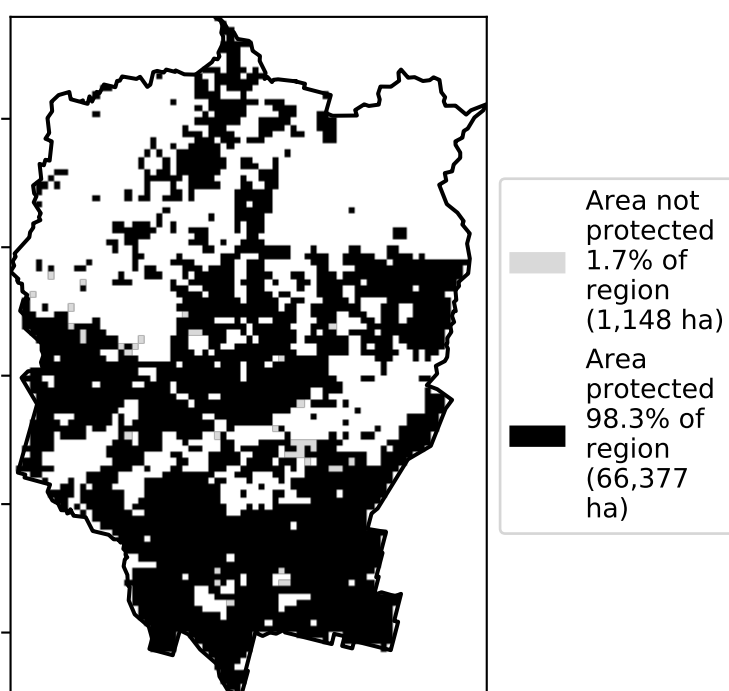 Area not
protected
1.7% of
region
(1,148 ha)
Area
protected
98.3% of
region
(66,377
ha)